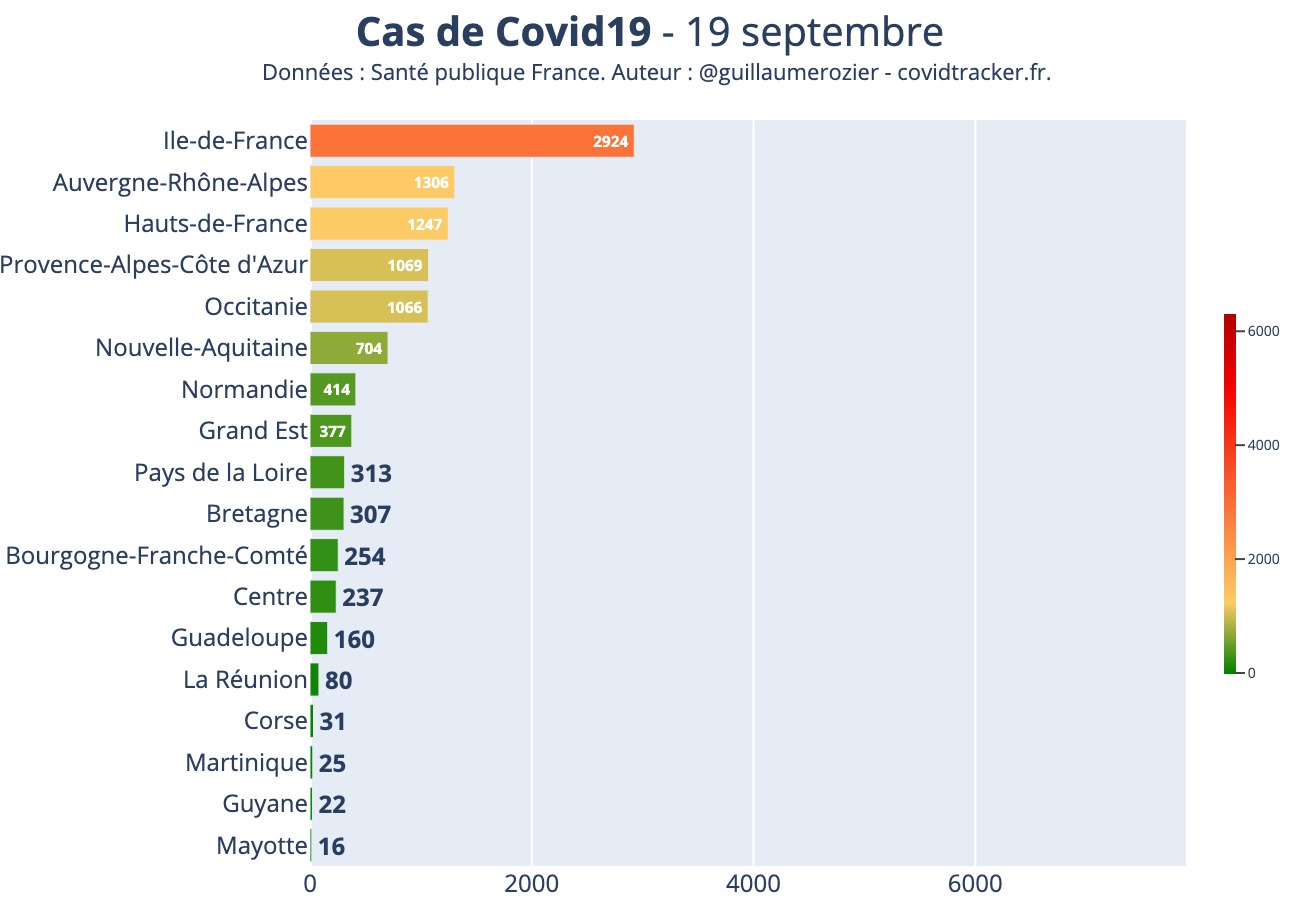 Cas de Covid19 - 19 septembre
Données : Santé publique France. Auteur : @guillaumerozier - covidtracker.fr.
Ile-de-France 2924
Auvergne-Rhône-Alpes 1306
Hauts-de-France 1247
Provence-Alpes-Côte d'Azur 1069
Occitanie 1066
Nouvelle-Aquitaine 704
Normandie 414
Grand Est 377
Pays de la Loire 313
Bretagne 307
Bourgogne-Franche-Comté 254
Centre 237
Guadeloupe 160
La Réunion 80
Corse 31
Martinique 25
Guyane 22
Mayotte 16
0 2000 4000 6000
6000
4000
2000
0